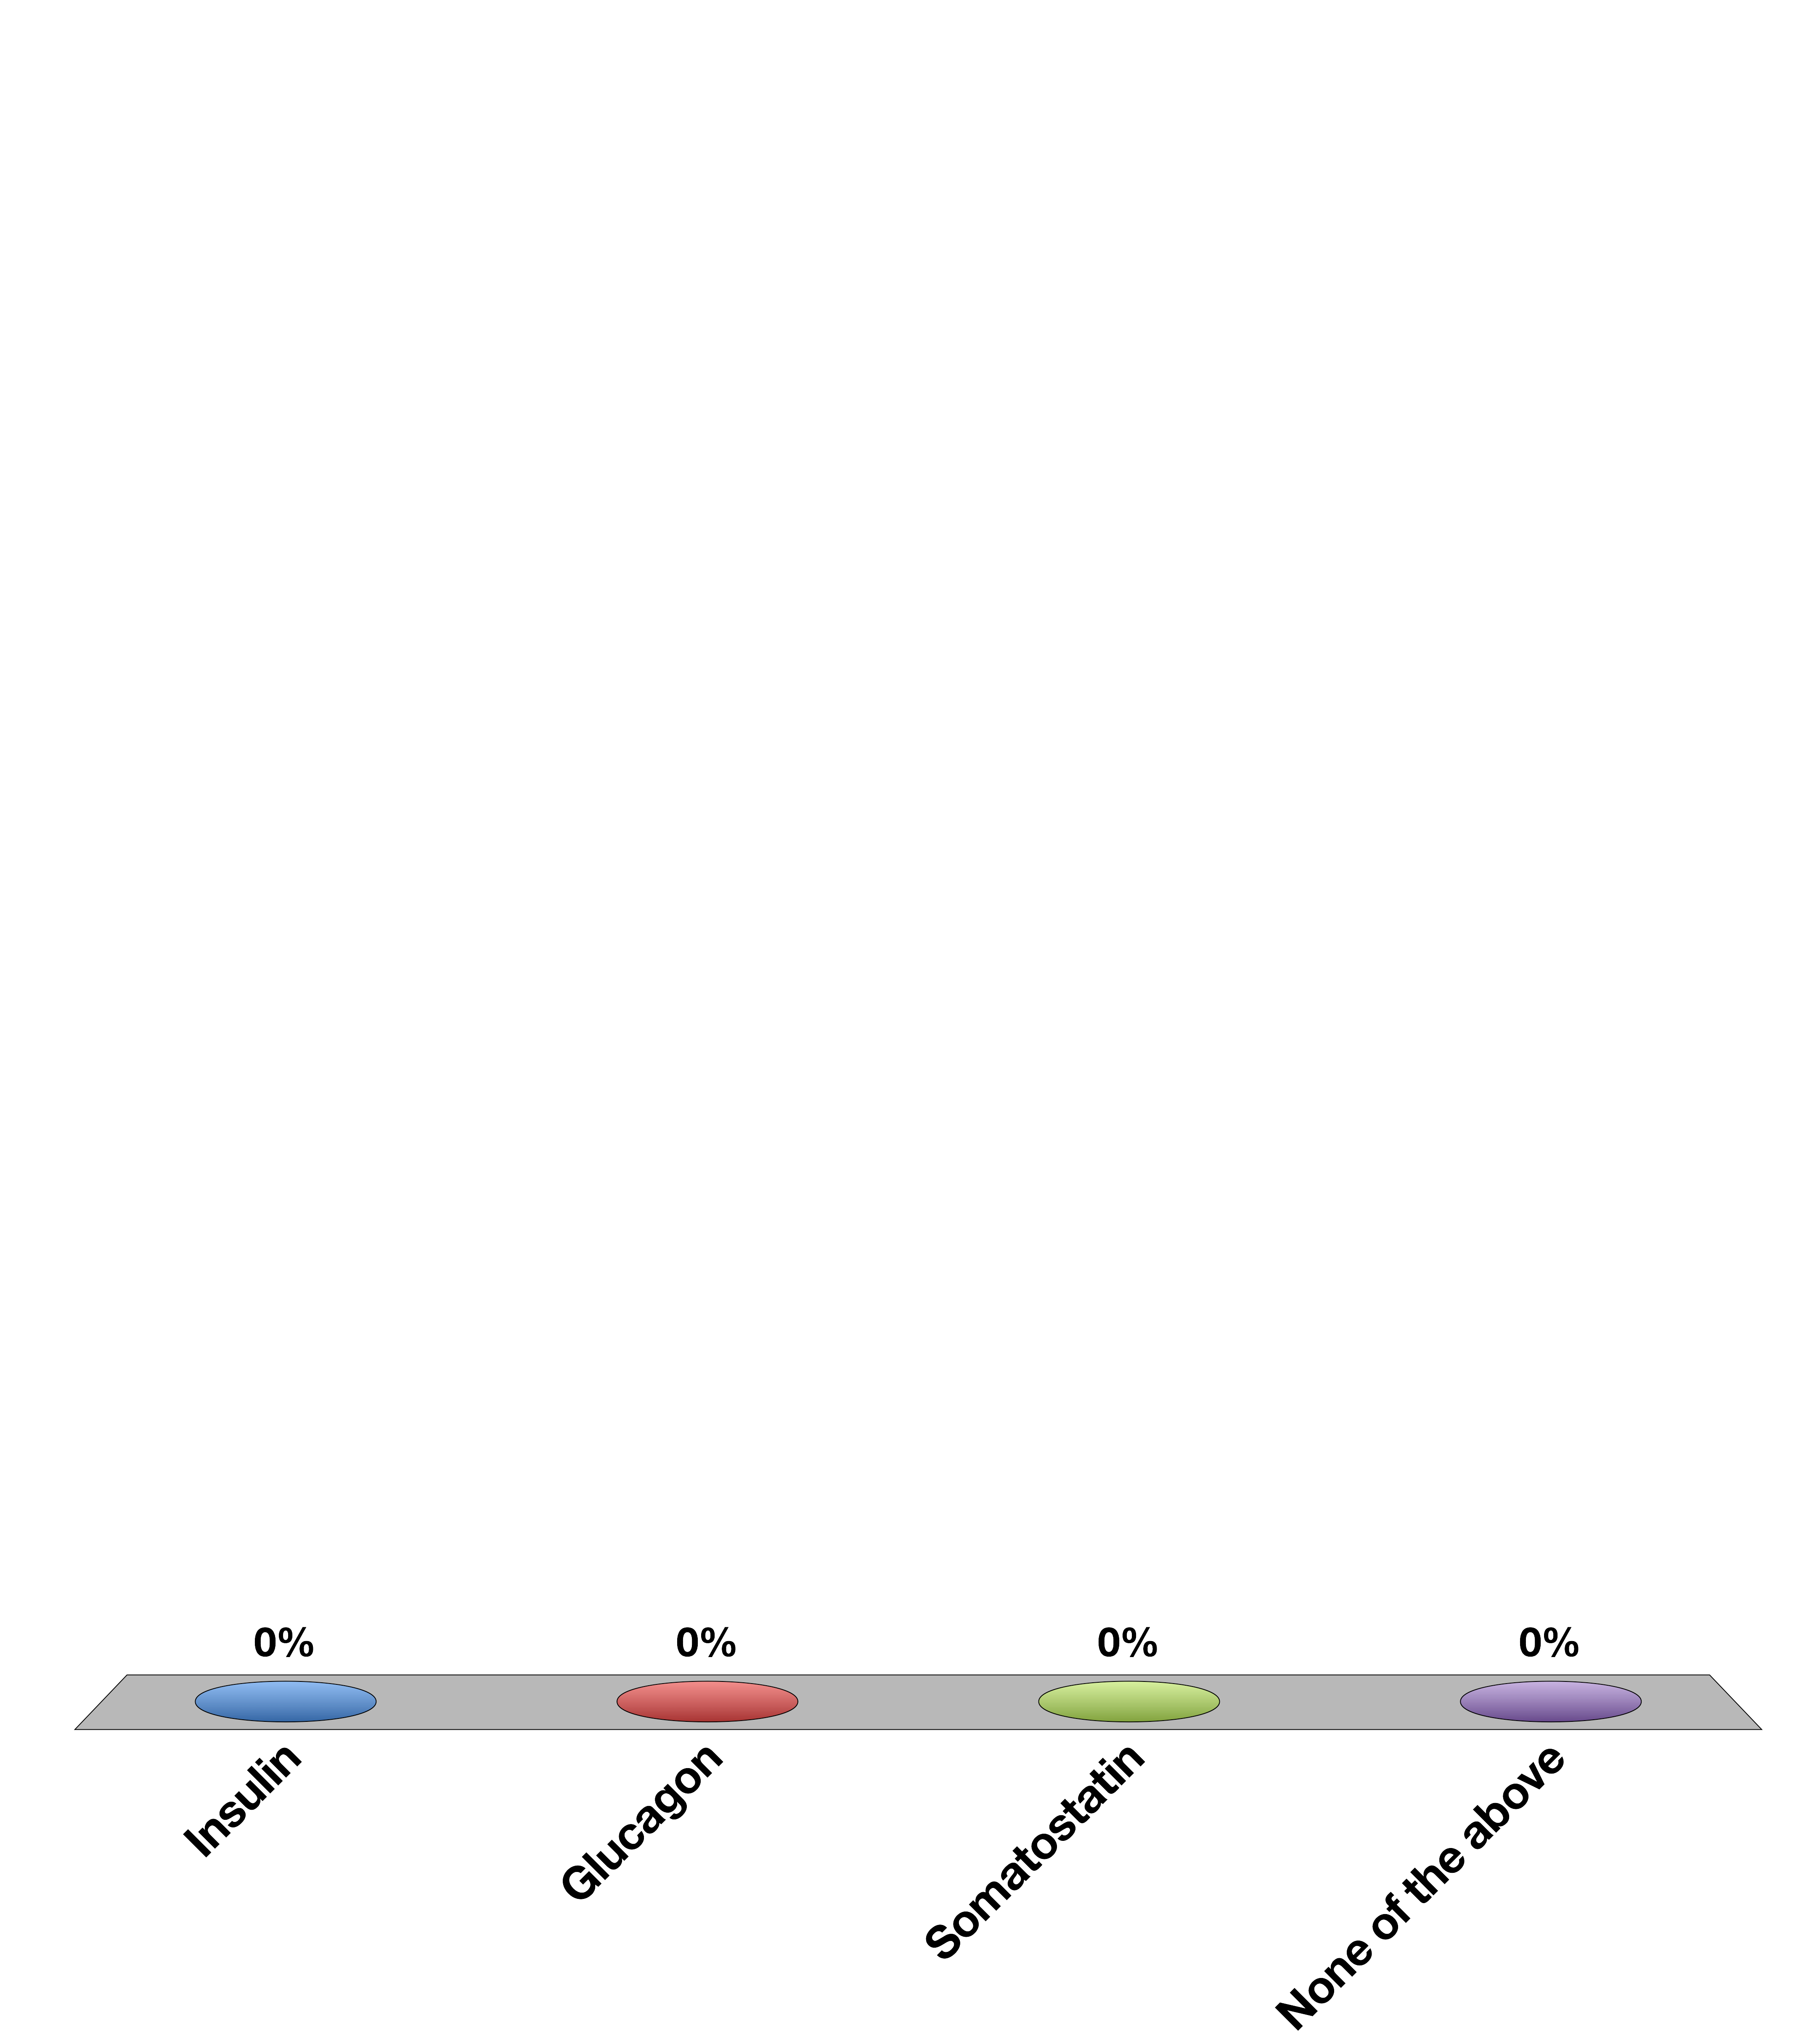 0% 0% 0% 0%
Insulin
Glucagon
Somatostatin
None of the above